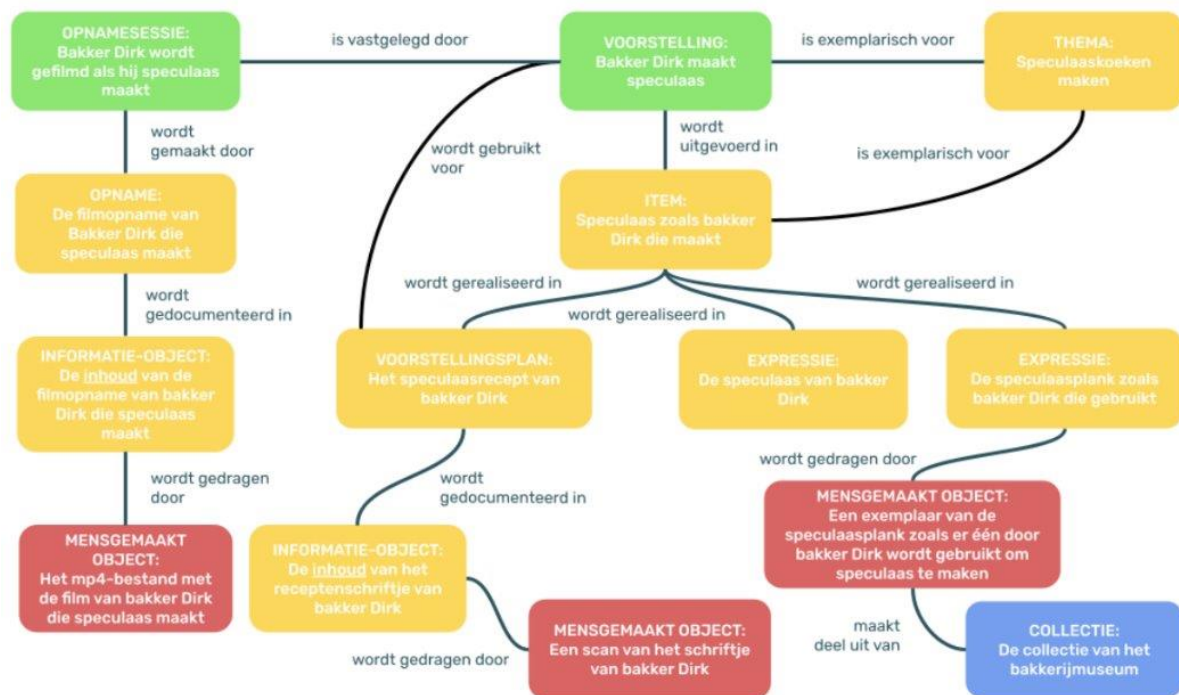 OPNAMESESSIE:
Bakker Dirk wordt
gefilmd als hij speculaas
maakt
is vastgelegd door
VOORSTELLING:
Bakker Dirk maakt
speculaas
is exemplarisch voor
THEMA:
Speculaaskoeken
maken
wordt
gemaakt door
wordt gebruikt
voor
wordt
uitgevoerd in
is exemplarisch voor
OPNAME:
De filmopname van
Bakker Dirk die
speculaas maakt
ITEM:
Speculaas zoals bakker
Dirk die maakt
wordt
gedocumenteerd in
wordt gerealiseerd in
wordt gerealiseerd in
wordt gerealiseerd in
INFORMATIE-OBJECT:
De inhoud van de
filmopname van bakker
Dirk die speculaas
maakt
VOORSTELLINGSPLAN:
Het speculaasrecept van
bakker Dirk
EXPRESSIE:
De speculaas van bakker
Dirk
EXPRESSIE:
De speculaasplank zoals
bakker Dirk die gebruikt
wordt gedragen
door
wordt
gedocumenteerd in
wordt gedragen door
MENSGEMAAKT
OBJECT:
Het mp4-bestand met
de film van bakker Dirk
die speculaas maakt
INFORMATIE-OBJECT:
De inhoud van het
receptenschriftje van
bakker Dirk
MENSGEMAAKT OBJECT:
Een exemplaar van de
speculaasplank zoals er één door
bakker Dirk wordt gebruikt om
speculaas te maken
wordt gedragen door
MENSGEMAAKT OBJECT:
Een scan van het schriftje
van bakker Dirk
maakt
deel uit van
COLLECTIE:
De collectie van het
bakkerijmuseum